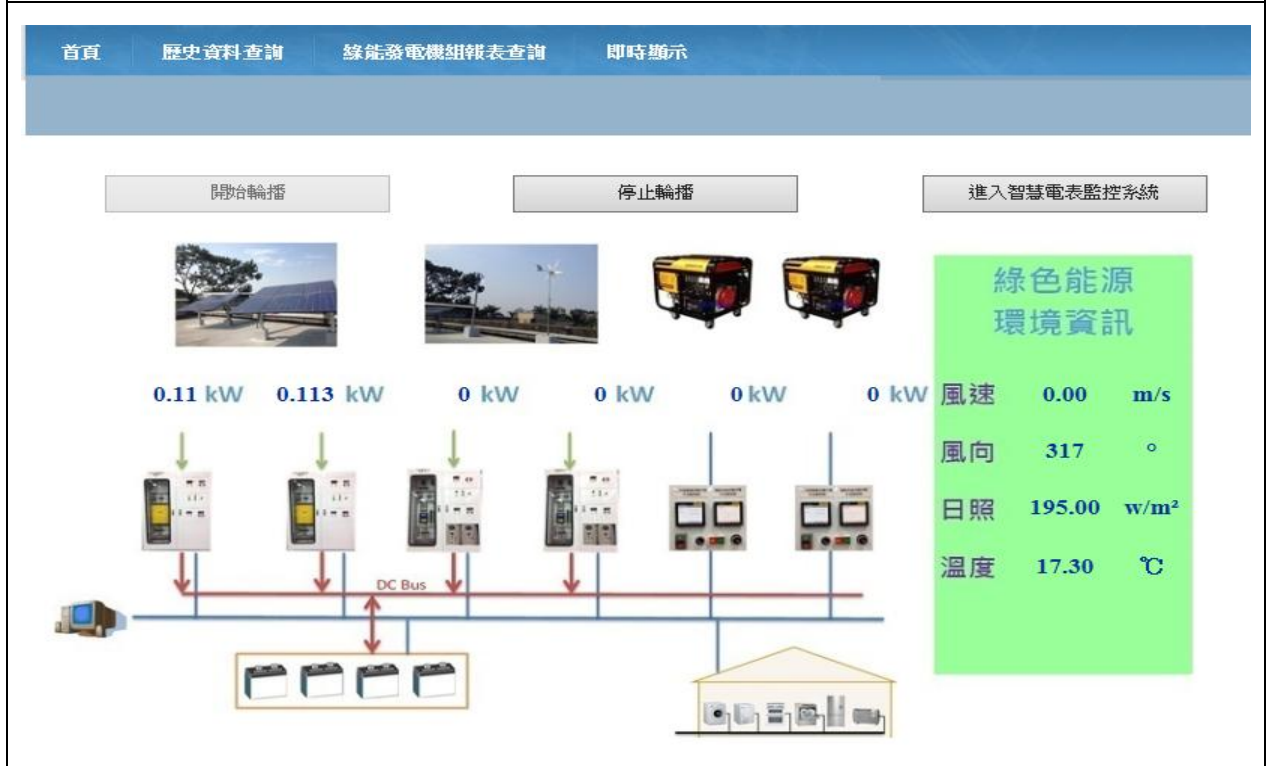 首頁 歷史資料查詢 綠能發電機組報表查詢 即時顯示
開始輪播 停止輪播 進入智慧電表監控系統
綠色能源
環境資訊
0.11 kW 0.113 kW 0 kW 0 kW 0 kW 0 kW
風速 0.00 m/s
風向 317 °
日照 195.00 w/m²
溫度 17.30 ℃
DC Bus